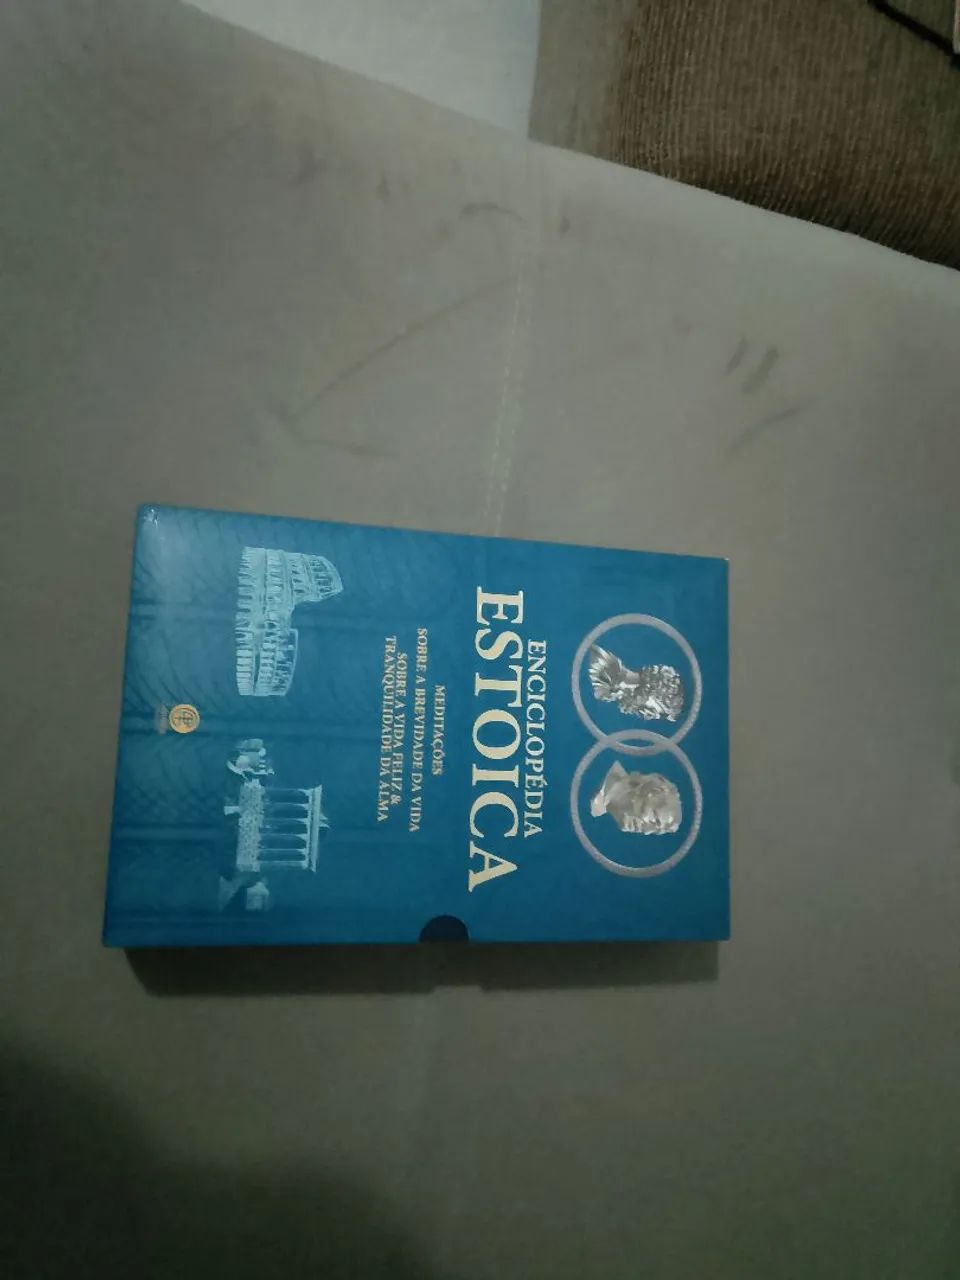 ENCICLOPÉDIA
ESTOICA
MEDITAÇÕES
SOBRE A BREVIDADE DA VIDA
SOBRE A VIDA FELIZ &
TRANQUILIDADE DA ALMA